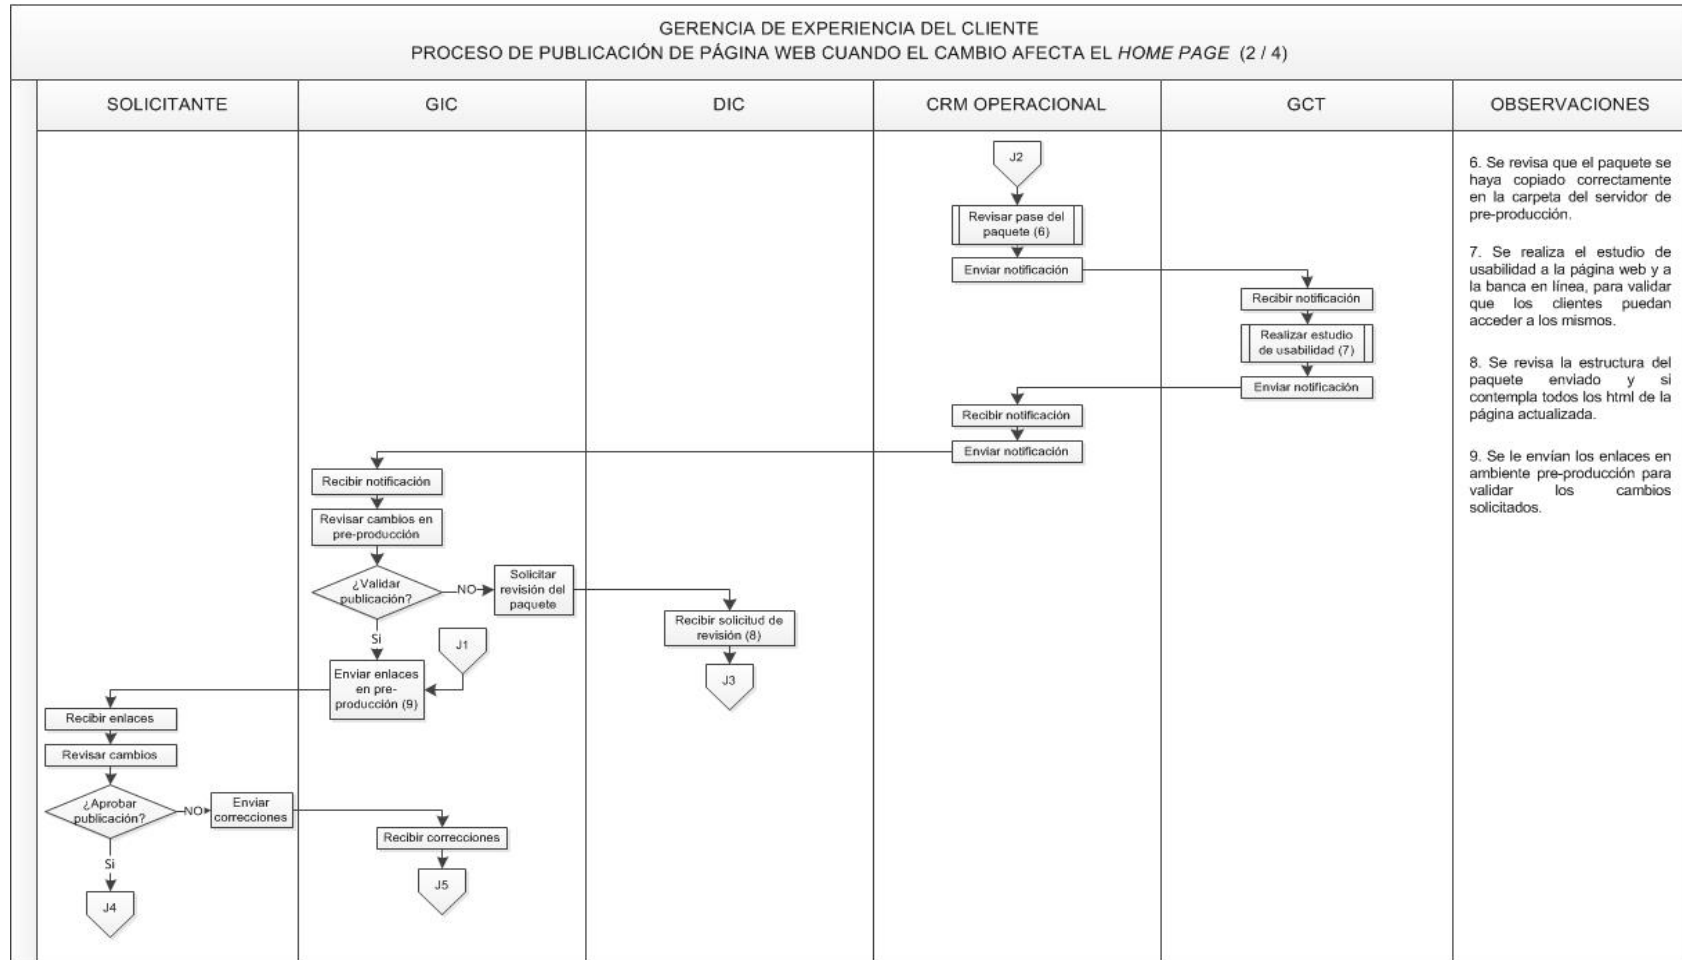 GERENCIA DE EXPERIENCIA DEL CLIENTE
PROCESO DE PUBLICACIÓN DE PÁGINA WEB CUANDO EL CAMBIO AFECTA EL HOME PAGE (2 / 4)
SOLICITANTE
GIC
DIC
CRM OPERACIONAL
GCT
OBSERVACIONES
J2
Revisar pase del
paquete (6)
Enviar notificación
Recibir notificación
Realizar estudio
de usabilidad (7)
Enviar notificación
Recibir notificación
Enviar notificación
Recibir notificación
Revisar cambios en
pre-producción
¿Validar
publicación?
NO
Solicitar
revisión del
paquete
Recibir solicitud de
revisión (8)
J3
Si
J1
Enviar enlaces
en pre-
producción (9)
Recibir enlaces
Revisar cambios
¿Aprobar
publicación?
NO
Enviar
correcciones
Recibir correcciones
J5
Si
J4
6. Se revisa que el paquete se
haya copiado correctamente
en la carpeta del servidor de
pre-producción.
7. Se realiza el estudio de
usabilidad a la página web y a
la banca en línea, para validar
que los clientes puedan
acceder a los mismos.
8. Se revisa la estructura del
paquete enviado y si
contempla todos los html de la
página actualizada.
9. Se le envían los enlaces en
ambiente pre-producción para
validar los cambios
solicitados.